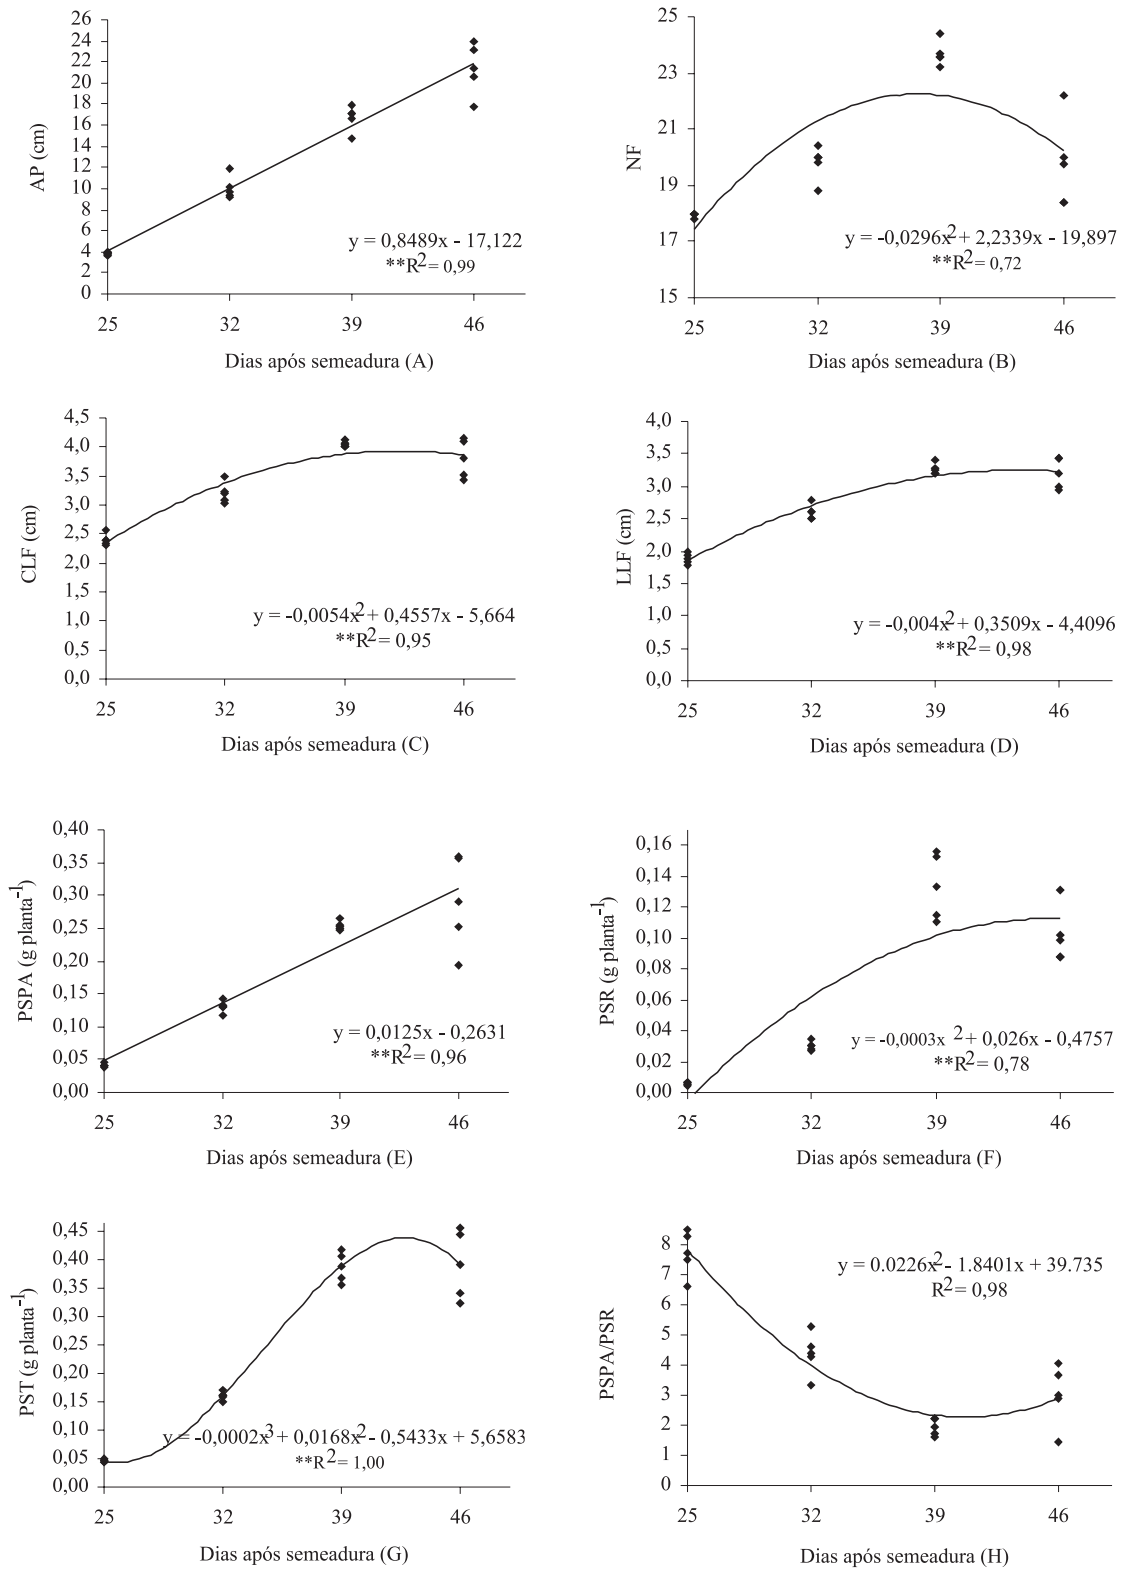 26
24
22
20
18
16
14
12
10
8
6
4
2
0
AP (cm)
y = 0,8489x - 17,122
**R2 = 0,99
25 32 39 46
Dias após semeadura (A)
25
23
21
19
17
15
NF
y = -0,0296x2 + 2,2339x - 19,897
**R2 = 0,72
25 32 39 46
Dias após semeadura (B)
4,5
4,0
3,5
3,0
2,5
2,0
1,5
1,0
0,5
0,0
CLF (cm)
y = -0,0054x2 + 0,4557x - 5,664
**R2 = 0,95
25 32 39 46
Dias após semeadura (C)
4,0
3,5
3,0
2,5
2,0
1,5
1,0
0,5
0,0
LLF (cm)
y = -0,004x2 + 0,3509x - 4,4096
**R2 = 0,98
25 32 39 46
Dias após semeadura (D)
0,40
0,35
0,30
0,25
0,20
0,15
0,10
0,05
0,00
PSPA (g planta-1)
y = 0,0125x - 0,2631
**R2 = 0,96
25 32 39 46
Dias após semeadura (E)
0,16
0,14
0,12
0,10
0,08
0,06
0,04
0,02
0,00
PSR (g planta-1)
y = -0,0003x 2 + 0,026x - 0,4757
**R2 = 0,78
25 32 39 46
Dias após semeadura (F)
0,45
0,40
0,35
0,30
0,25
0,20
0,15
0,10
0,05
0,00
PST (g planta-1)
y = -0,0002x3 + 0,0168x2 - 0,5433x + 5,6583
**R2 = 1,00
25 32 39 46
Dias após semeadura (G)
8
7
6
5
4
3
2
1
0
PSPA/PSR
y = 0.0226x2 - 1.8401x + 39.735
R2 = 0,98
25 32 39 46
Dias após semeadura (H)